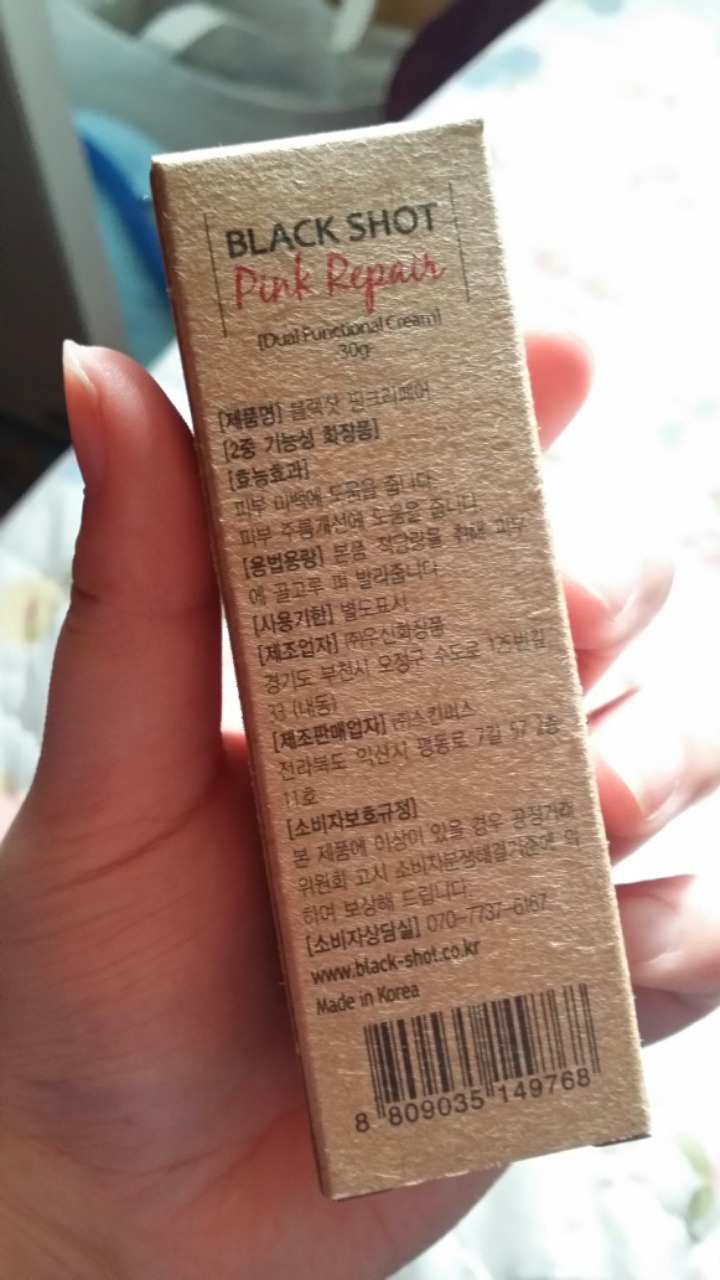 BLACK SHOT
Pink Repair
[Dual Functional Cream]
30g
[제품명] 블랙샷 핑크리페어
[2중 기능성 화장품]
[효능효과]
피부 미백에 도움을 줍니다
피부 주름개선에 도움을 줍니다
[용법용량] 본품 적당량을 취해 피부
에 골고루 펴 발라줍니다
[사용기한] 별도표시
[제조업자] ㈜우신화장품
경기도 부천시 오정구 수도로
33 (내동)
[제조판매업자] ㈜스킨퍼스
전라북도 익산시 평동로 7길 57 2층
11호
[소비자보호규정]
본 제품에 이상이 있을 경우 공정거래
위원회 고시 소비자분쟁해결기준에 의
하여 보상해 드립니다
[소비자상담실] 070-7737-6167
www.black-shot.co.kr
Made in Korea
8 809035 149768